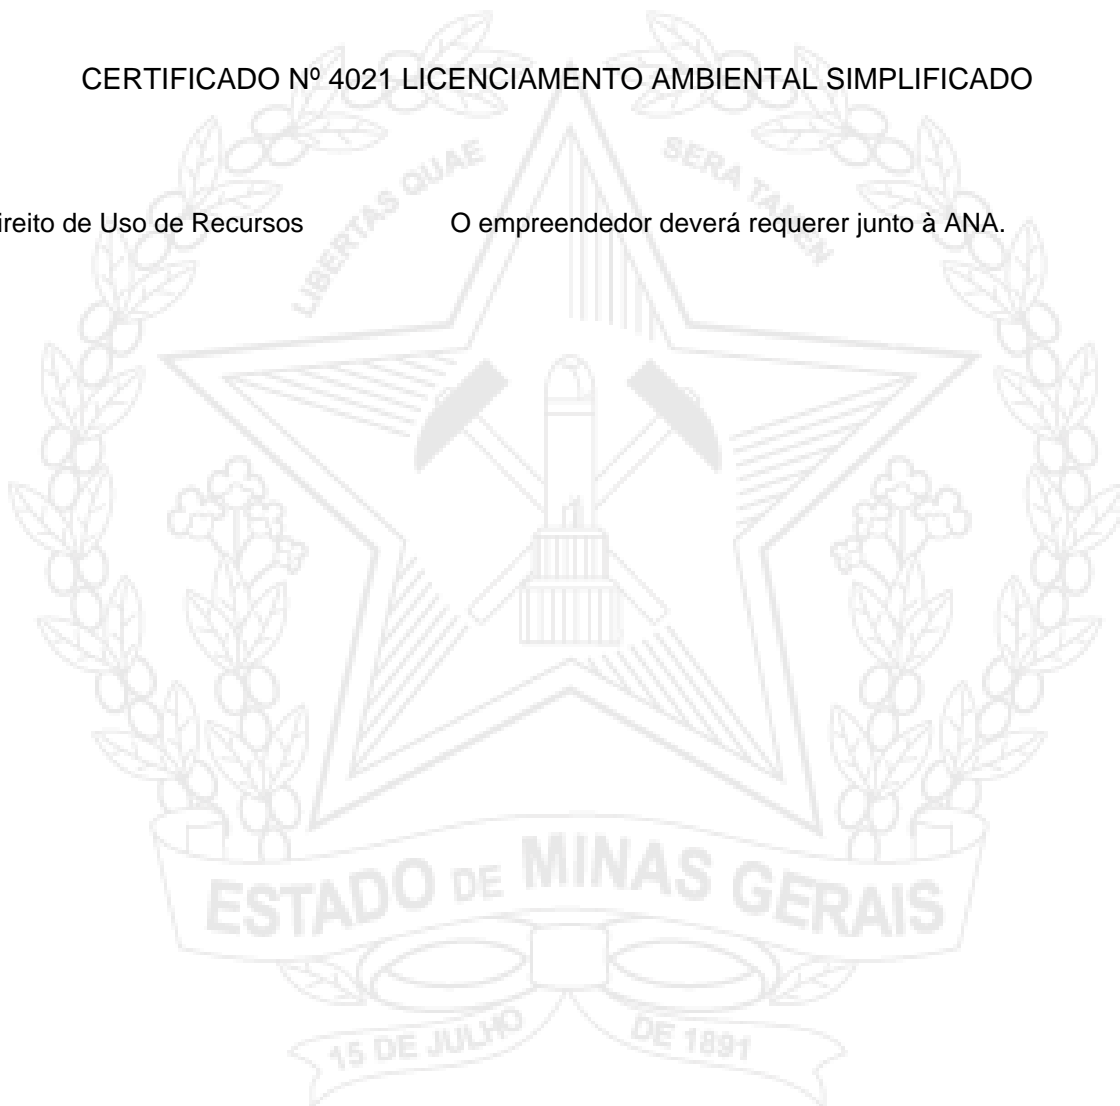 CERTIFICADO Nº 4021 LICENCIAMENTO AMBIENTAL SIMPLIFICADO
LIBERTAS QUAE SERA TAMEN
ireito de Uso de Recursos O empreendedor deverá requerer junto à ANA.
ESTADO DE MINAS GERAIS
15 DE JULHO DE 1891